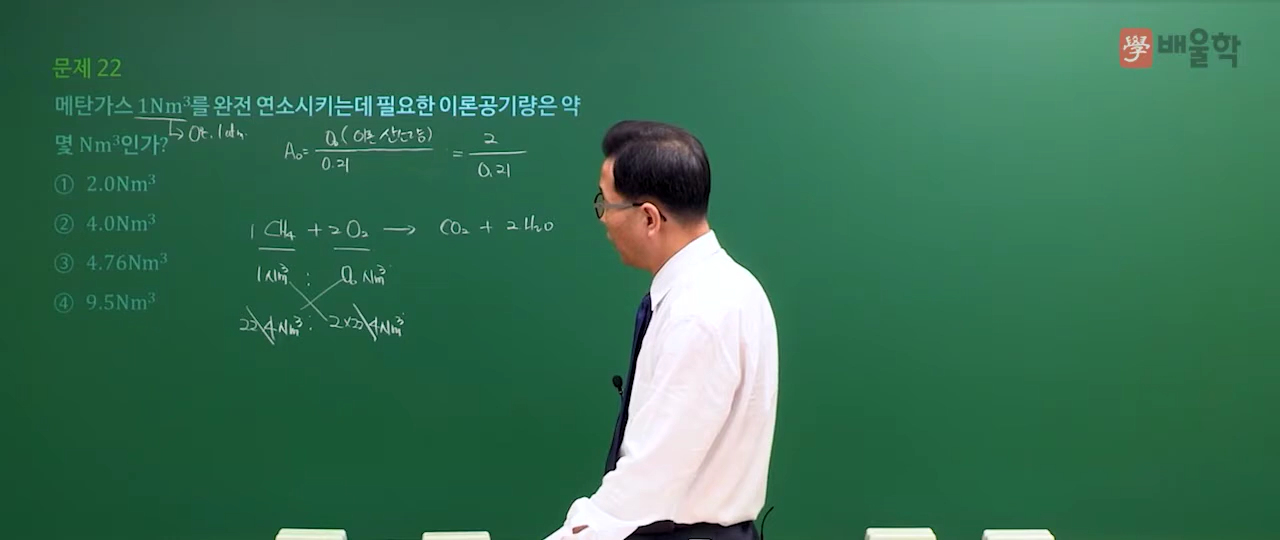 學 배울학
문제 22
메탄가스 1Nm³를 완전 연소시키는데 필요한 이론공기량은 약
몇 Nm³인가?
0℃. 1atm.
A₀= O₀(이론 산소량) / 0.21 = 2 / 0.21
① 2.0Nm³
② 4.0Nm³
③ 4.76Nm³
④ 9.5Nm³
1 CH₄ + 2 O₂ → CO₂ + 2H₂O
1Nm³ : O₀ Nm³
22.4Nm³ : 2×22.4Nm³